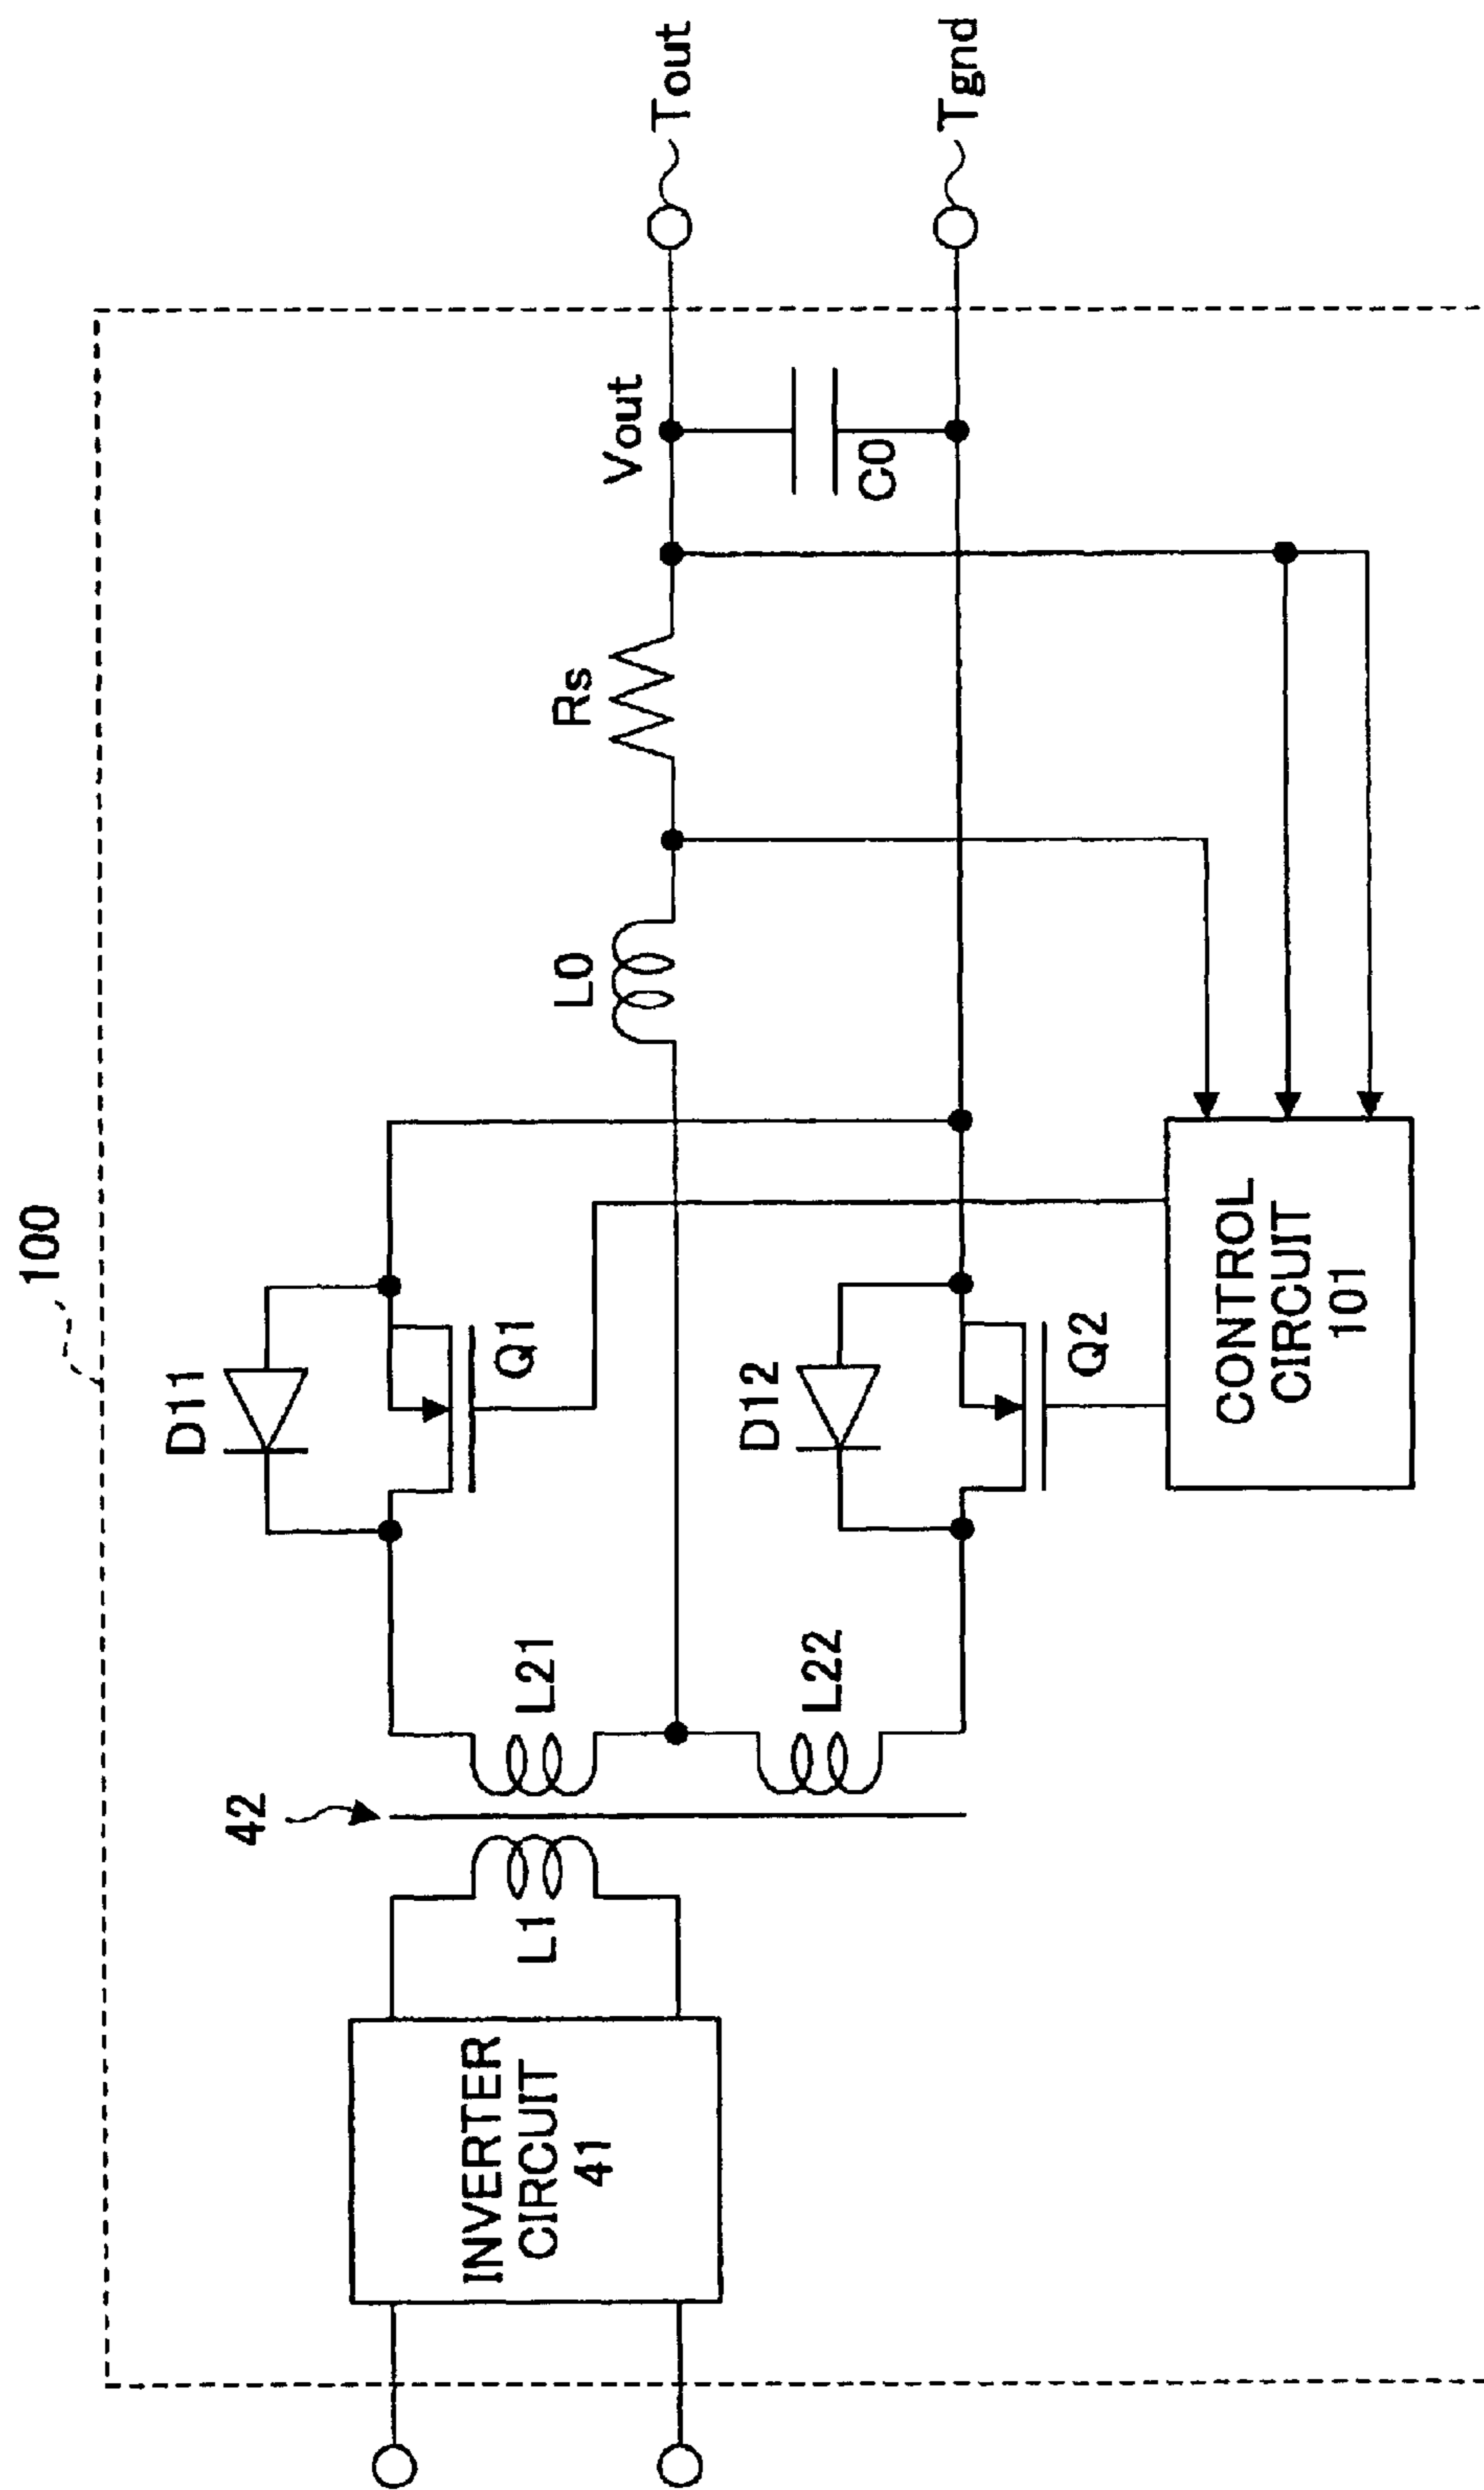 100
D11
Q1
42
L21
L1
INVERTER
CIRCUIT
41
L22
D12
Q2
L0
Rs
Vout
C0
Tout
Tgnd
CONTROL
CIRCUIT
101